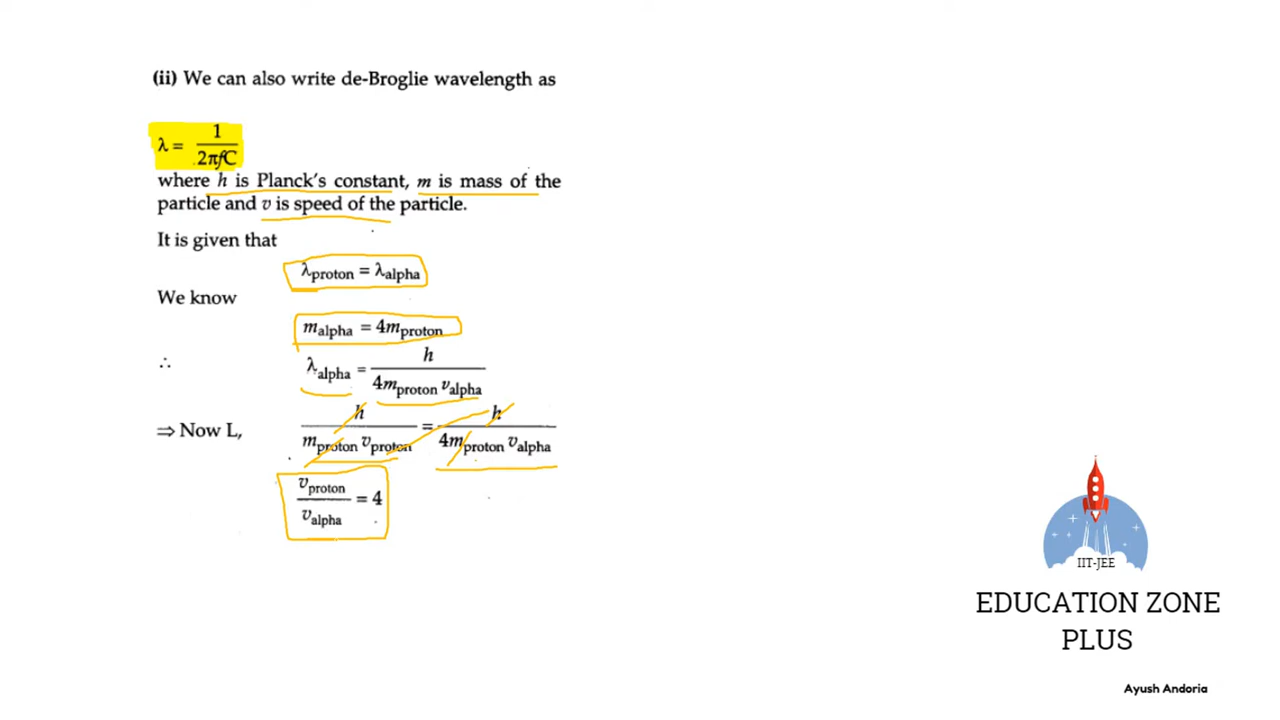 (ii) We can also write de-Broglie wavelength as
λ = 1/2πfC
where h is Planck's constant, m is mass of the
particle and v is speed of the particle.
It is given that
λproton = λalpha
We know
malpha = 4mproton
∴ λalpha = h/4mproton valpha
⇒ Now L, h/mproton vproton = h/4mproton valpha
vproton/valpha = 4
IIT-JEE
EDUCATION ZONE
PLUS
Ayush Andoria